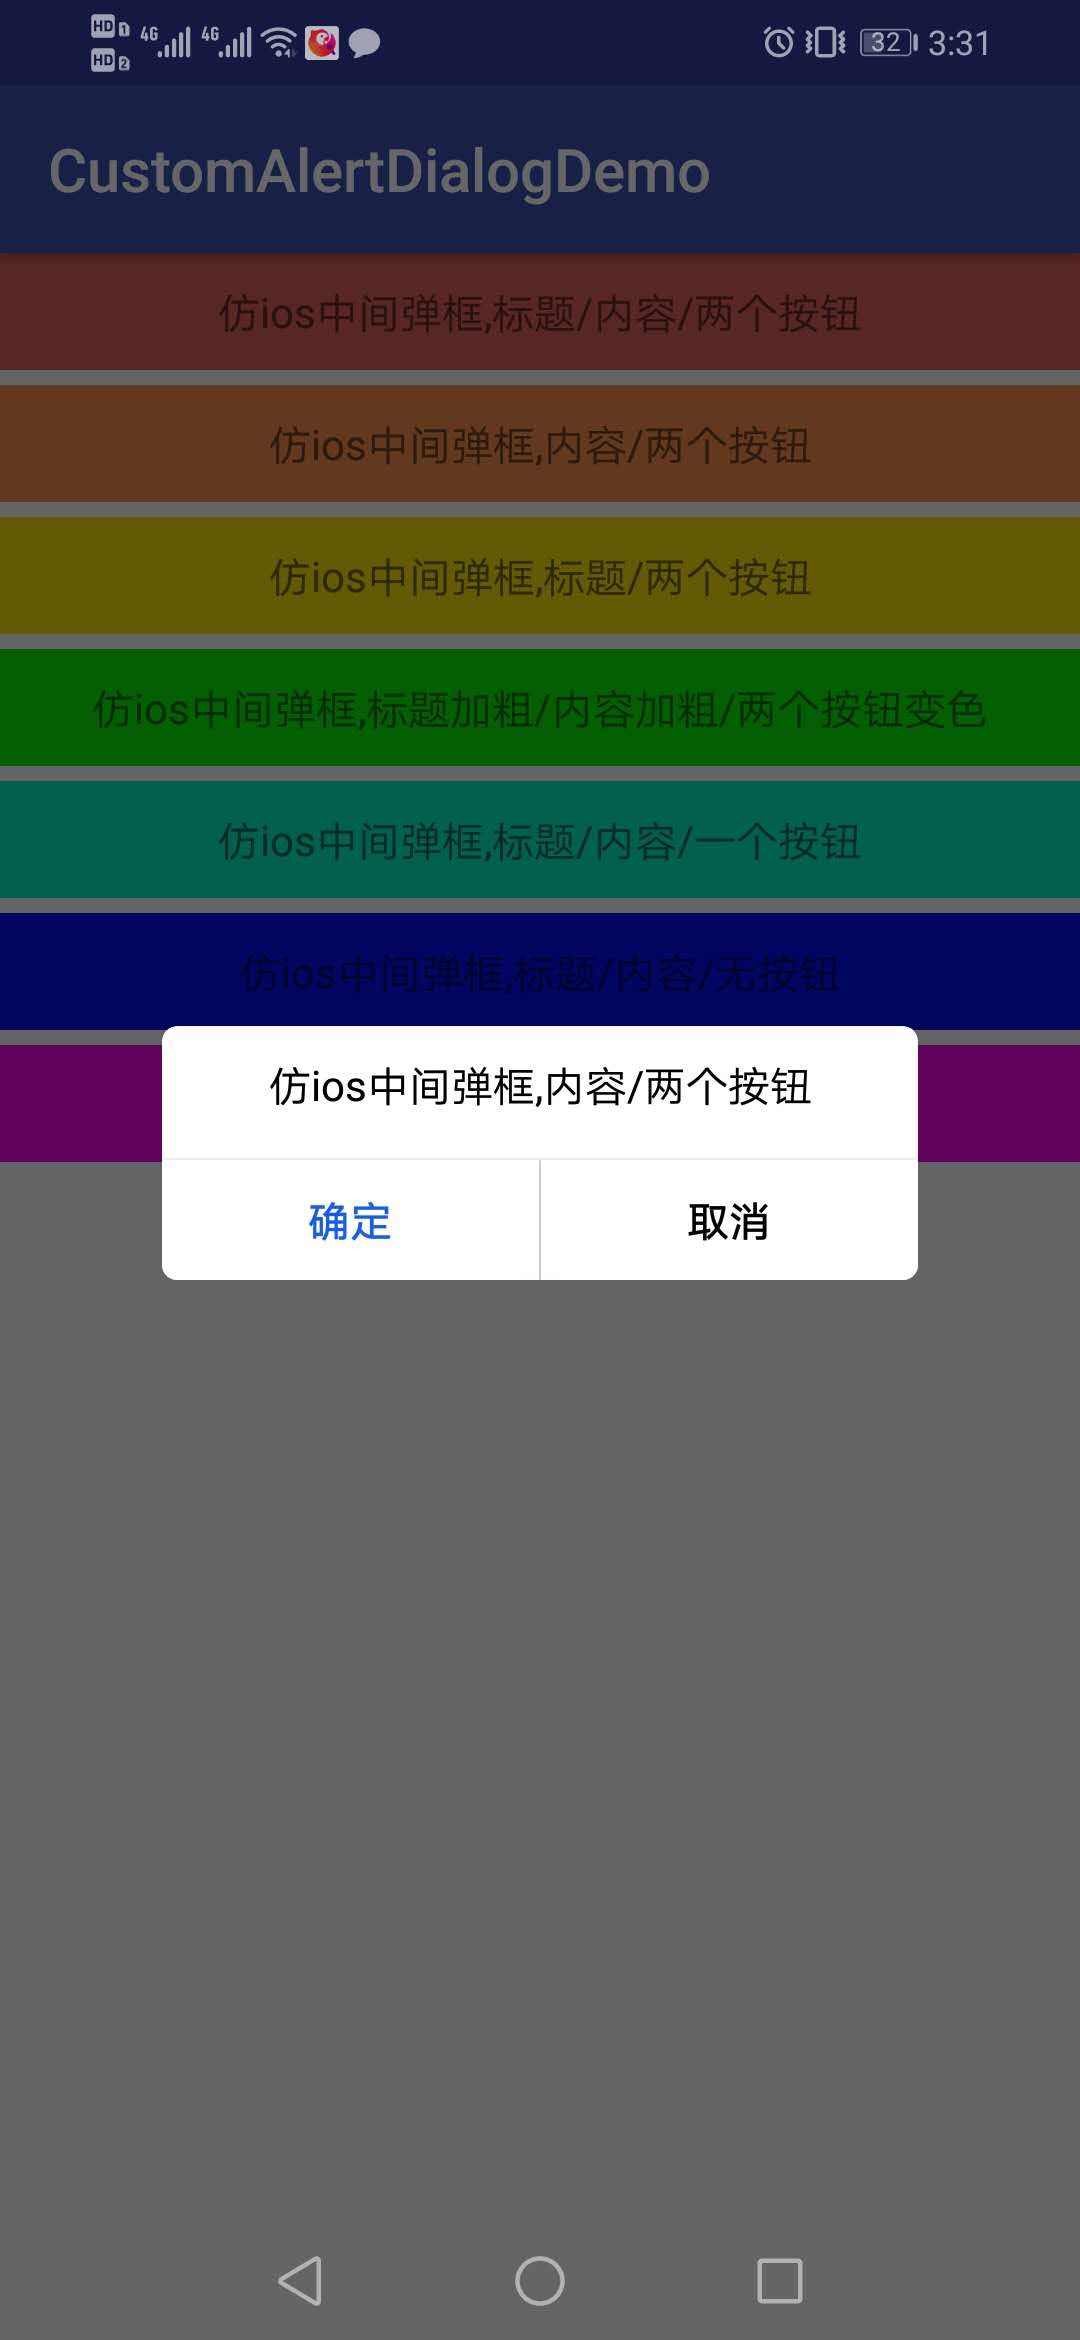 HD 1 4G 4G 32 3:31
HD 2
CustomAlertDialogDemo
仿ios中间弹框,标题/内容/两个按钮
仿ios中间弹框,内容/两个按钮
仿ios中间弹框,标题/两个按钮
仿ios中间弹框,标题加粗/内容加粗/两个按钮变色
仿ios中间弹框,标题/内容/一个按钮
仿ios中间弹框,标题/内容/无按钮
仿ios中间弹框,内容/两个按钮
确定 取消